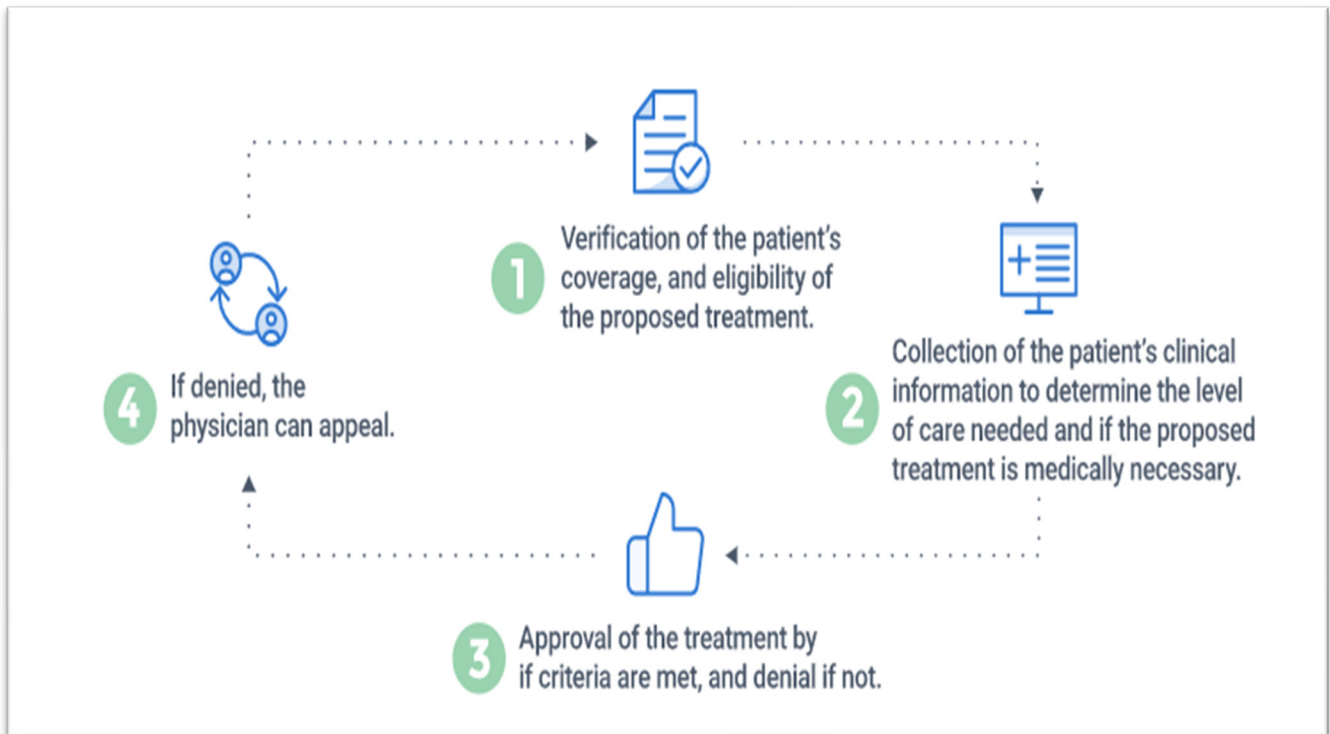 1
Verification of the patient's
coverage, and eligibility of
the proposed treatment.
2
Collection of the patient's clinical
information to determine the level
of care needed and if the proposed
treatment is medically necessary.
3
Approval of the treatment by
if criteria are met, and denial if not.
4
If denied, the
physician can appeal.